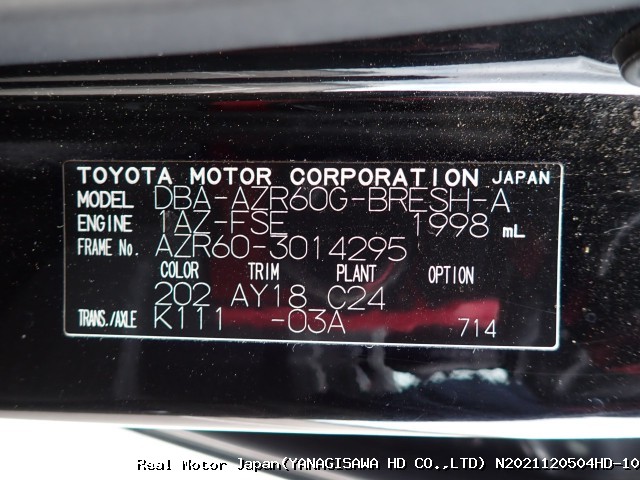 TOYOTA MOTOR CORPORATION JAPAN
MODEL DBA-AZR60G-BRESH-A
ENGINE 1AZ-FSE 1998 mL
FRAME No. AZR60-3014295
COLOR TRIM PLANT OPTION
202 AY18 C24
TRANS./AXLE K111 -03A 714
Real Motor Japan(YANAGISAWA HD CO.,LTD) N2021120504HD-10